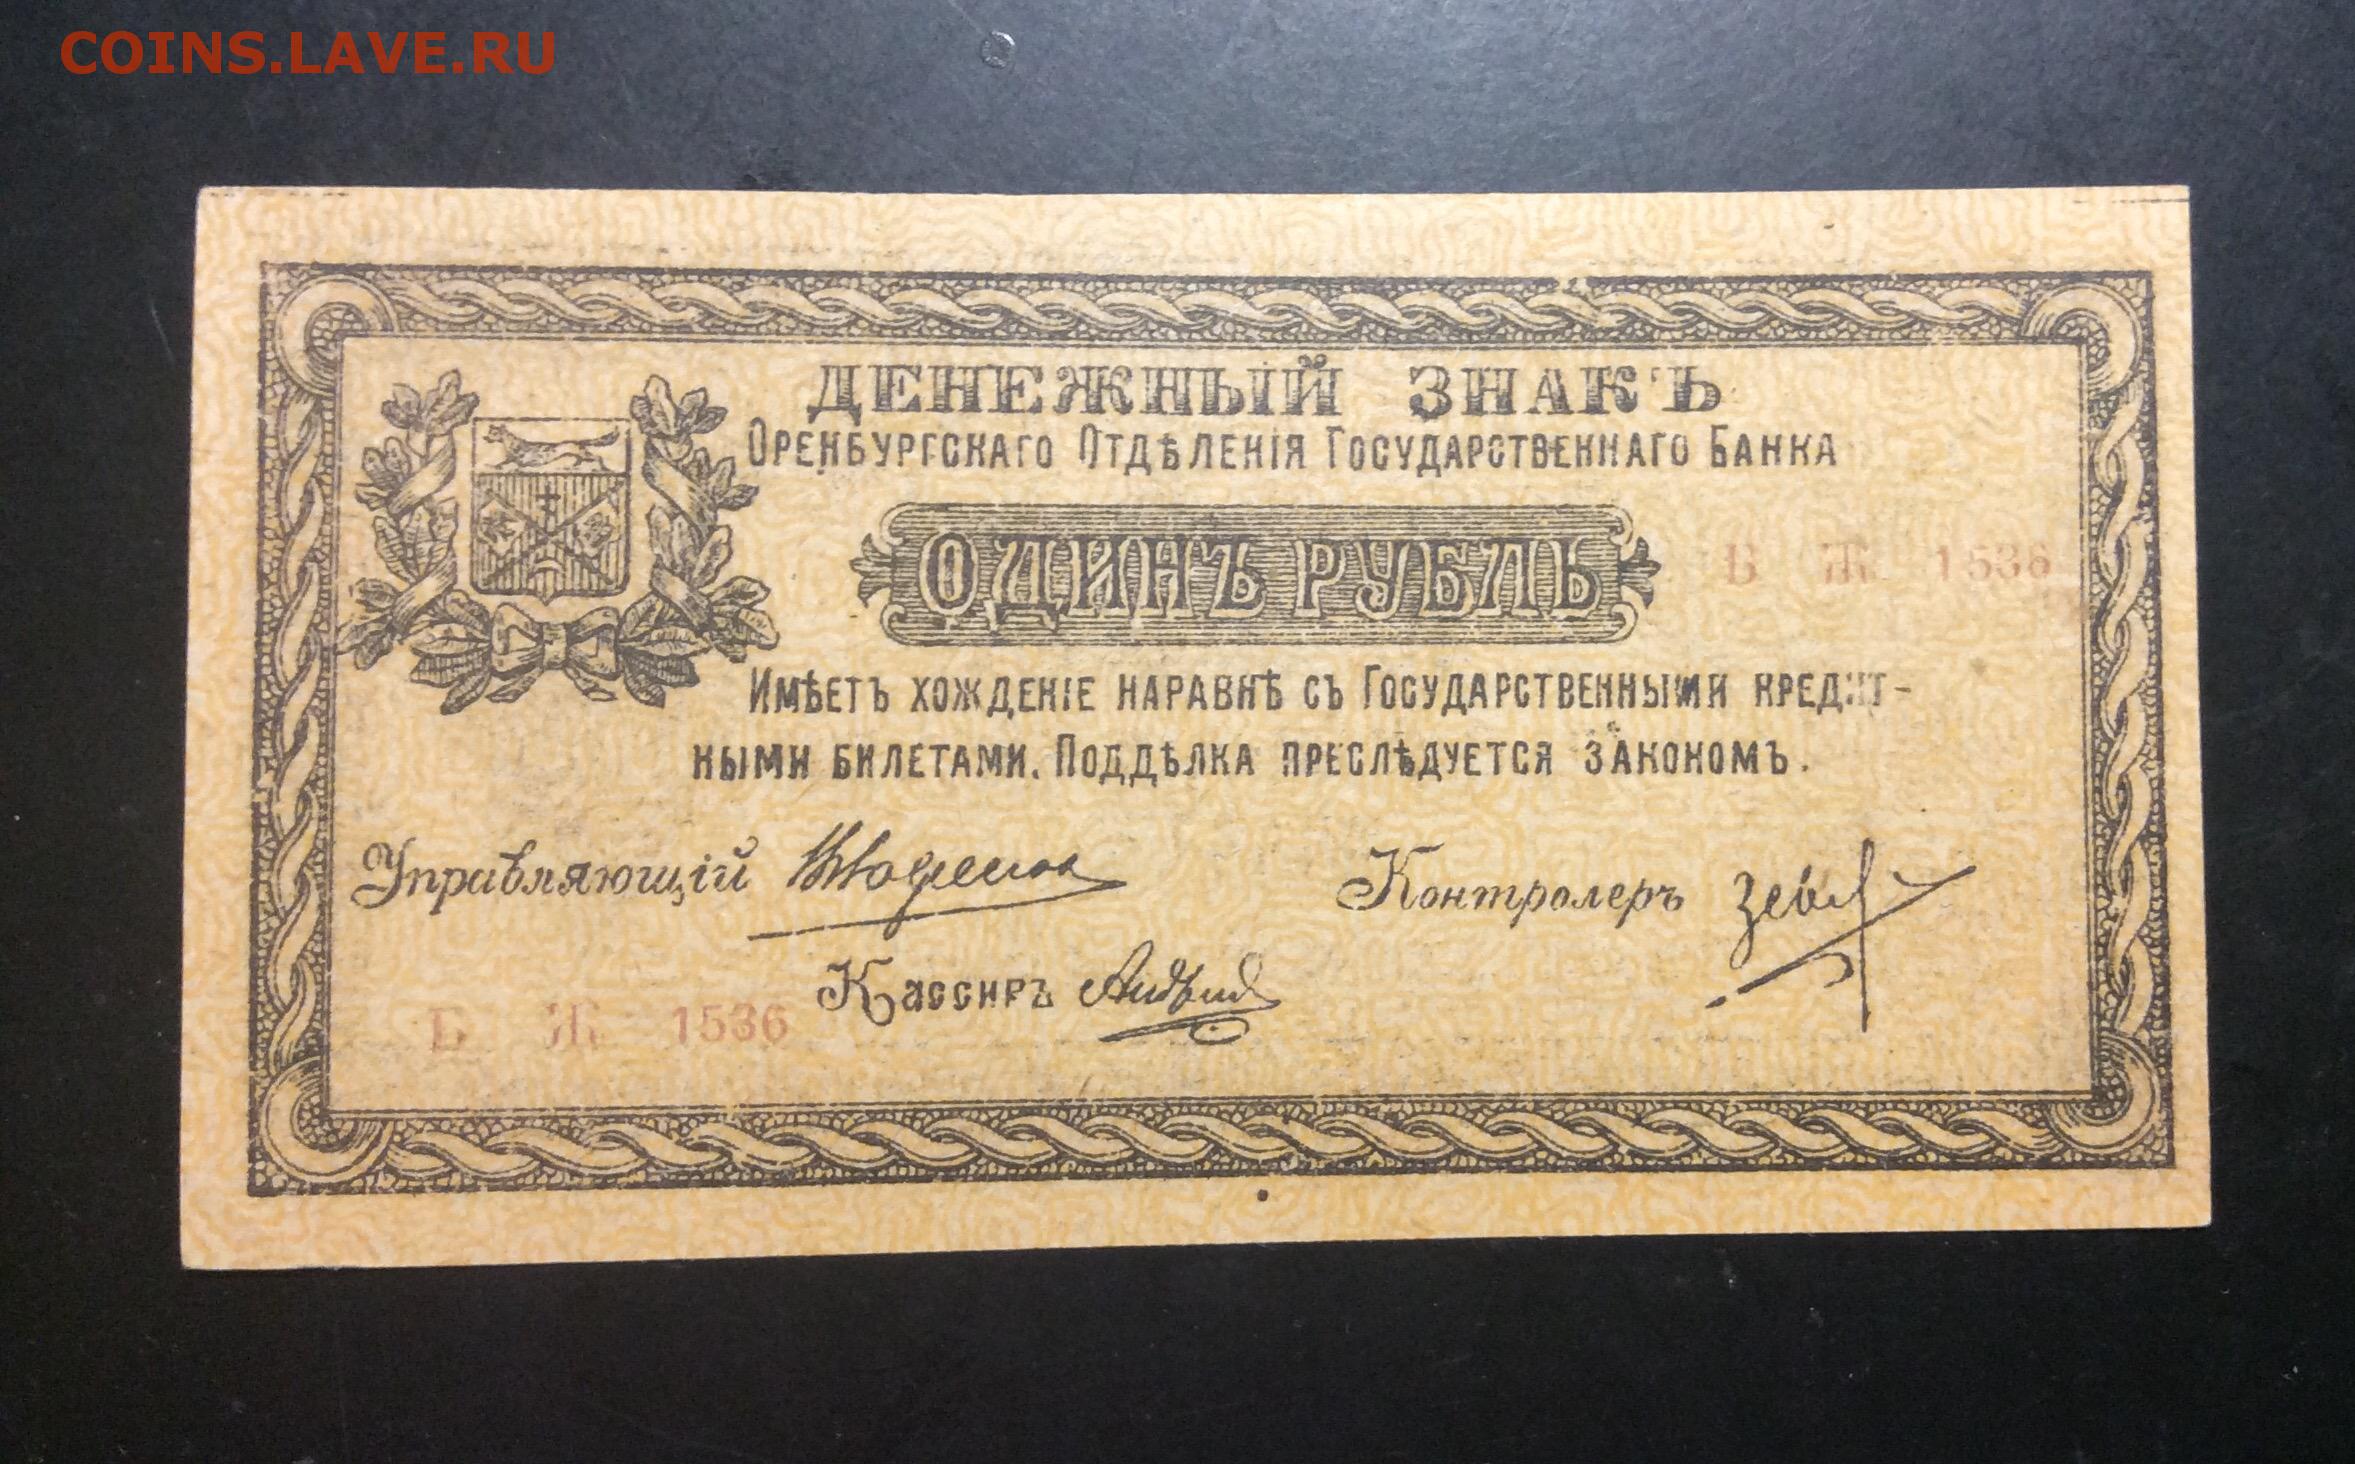 COINS.LAVE.RU
ДЕНЕЖНЫЙ ЗНАКЪ
ОРЕНБУРГСКАГО ОТДѢЛЕНІЯ ГОСУДАРСТВЕННАГО БАНКА
ОДИНЪ РУБЛЬ
Ж 1536
ИМѢЕТЪ ХОЖДЕНІЕ НАРАВНѢ СЪ ГОСУДАРСТВЕННЫМИ КРЕДИТ-
НЫМИ БИЛЕТАМИ. ПОДДѢЛКА ПРЕСЛѢДУЕТСЯ ЗАКОНОМЪ.
Управляющій
Контролеръ
Кассиръ
Ж 1536